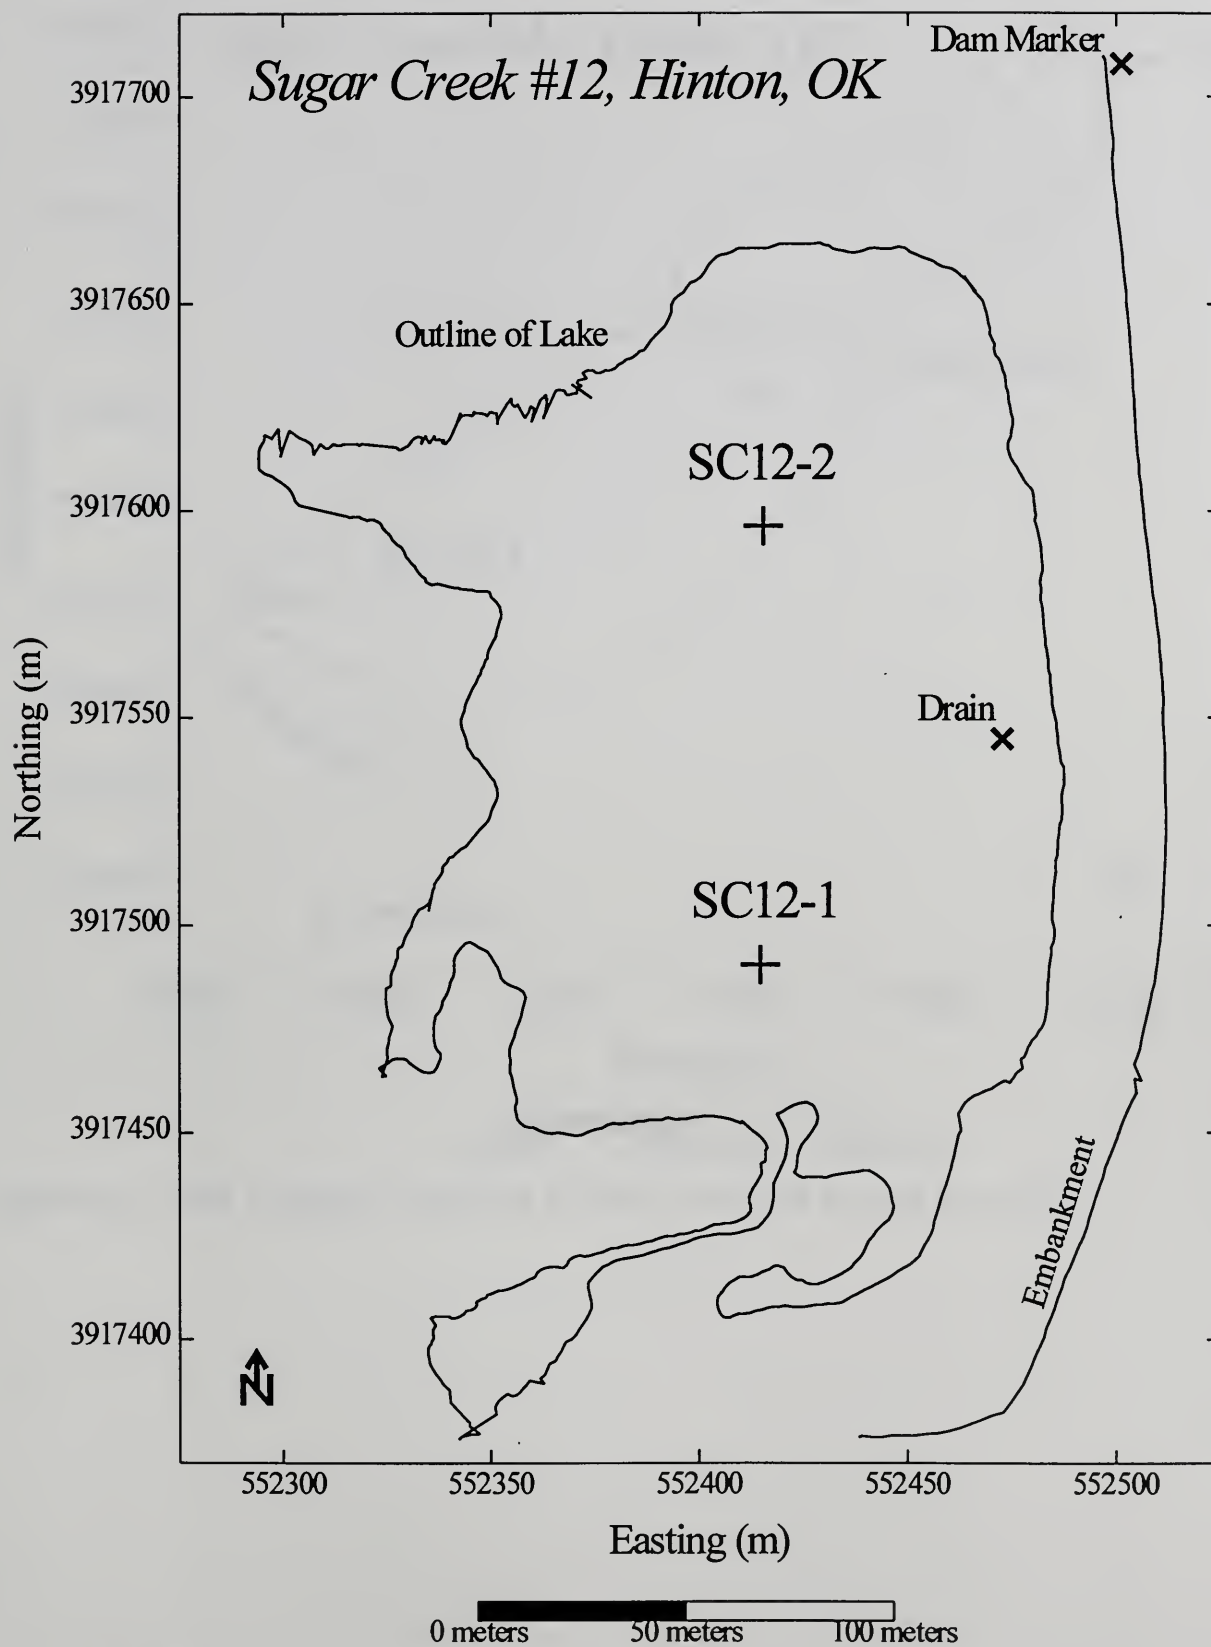 Dam Marker
Sugar Creek #12, Hinton, OK
3917700
3917650
Outline of Lake
SC12-2
3917600
Northing (m)
3917550
Drain
SC12-1
3917500
3917450
Embankment
3917400
N
552300 552350 552400 552450 552500
Easting (m)
0 meters 50 meters 100 meters